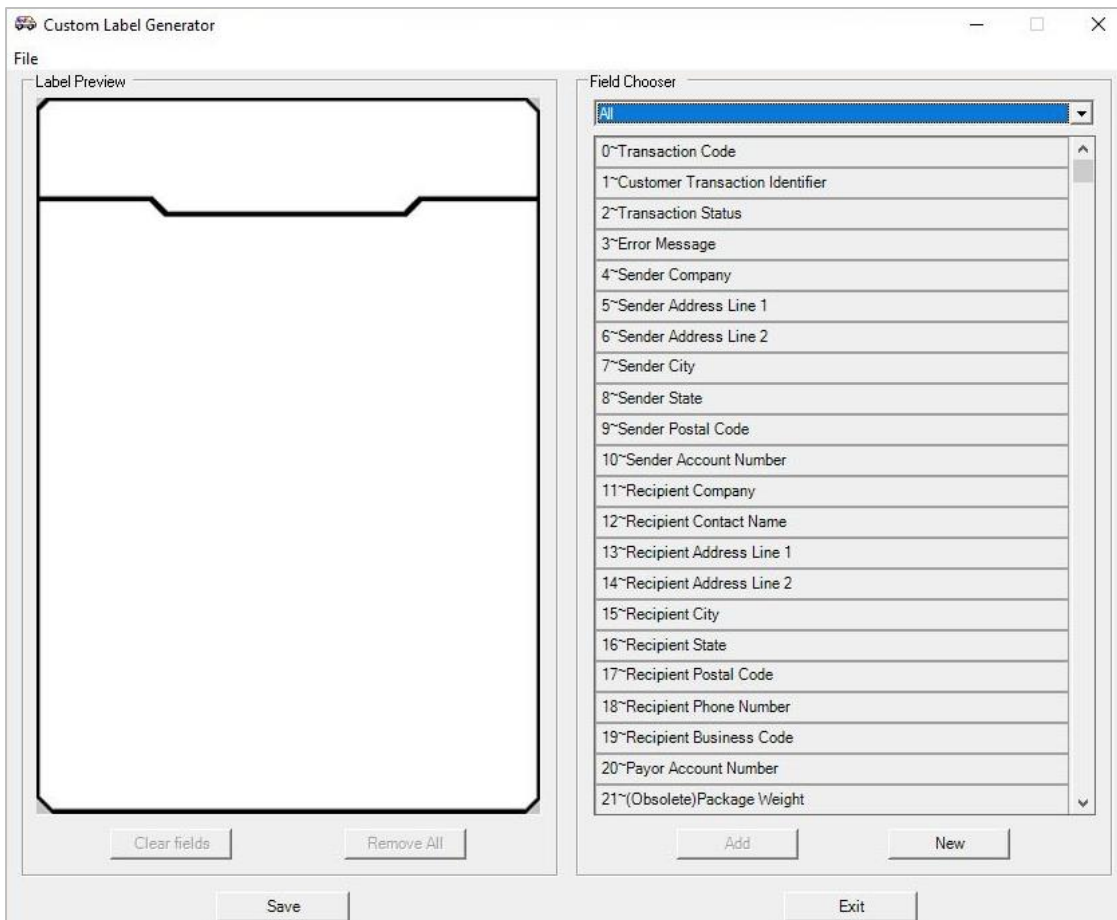 Custom Label Generator
File
Label Preview
Field Chooser
All
0~Transaction Code
1~Customer Transaction Identifier
2~Transaction Status
3~Error Message
4~Sender Company
5~Sender Address Line 1
6~Sender Address Line 2
7~Sender City
8~Sender State
9~Sender Postal Code
10~Sender Account Number
11~Recipient Company
12~Recipient Contact Name
13~Recipient Address Line 1
14~Recipient Address Line 2
15~Recipient City
16~Recipient State
17~Recipient Postal Code
18~Recipient Phone Number
19~Recipient Business Code
20~Payor Account Number
21~(Obsolete)Package Weight
Clear fields
Remove All
Add
New
Save
Exit